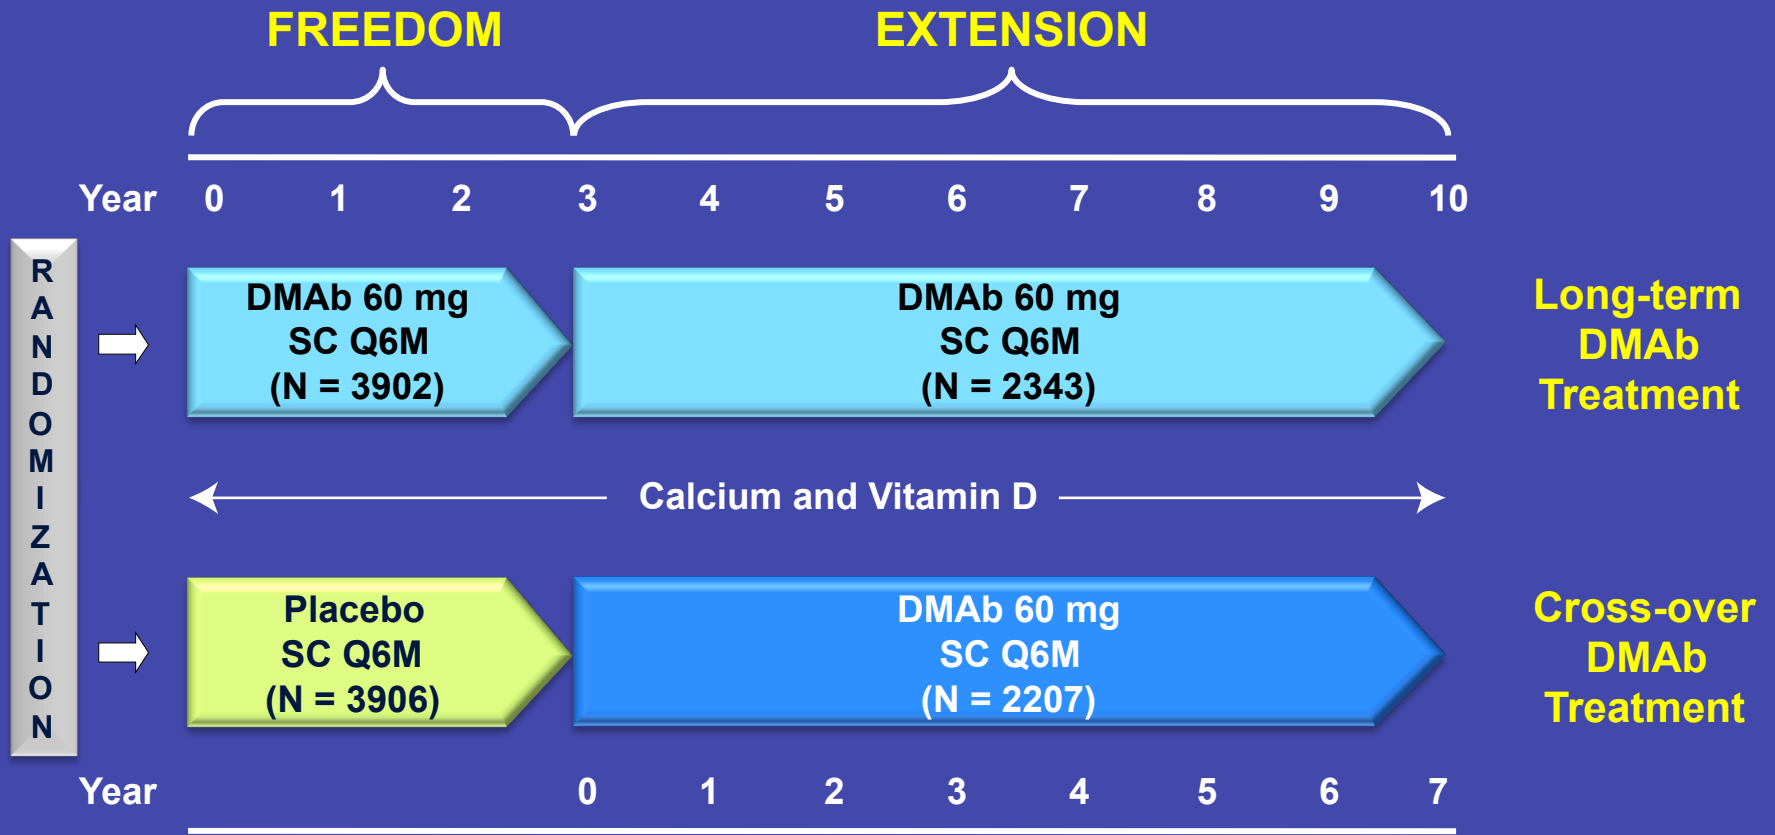 FREEDOM EXTENSION
Year 0 1 2 3 4 5 6 7 8 9 10
RANDOMIZATION
DMAb 60 mg
SC Q6M
(N = 3902)
DMAb 60 mg
SC Q6M
(N = 2343)
Long-term
DMAb
Treatment
Calcium and Vitamin D
Placebo
SC Q6M
(N = 3906)
DMAb 60 mg
SC Q6M
(N = 2207)
Cross-over
DMAb
Treatment
Year 0 1 2 3 4 5 6 7